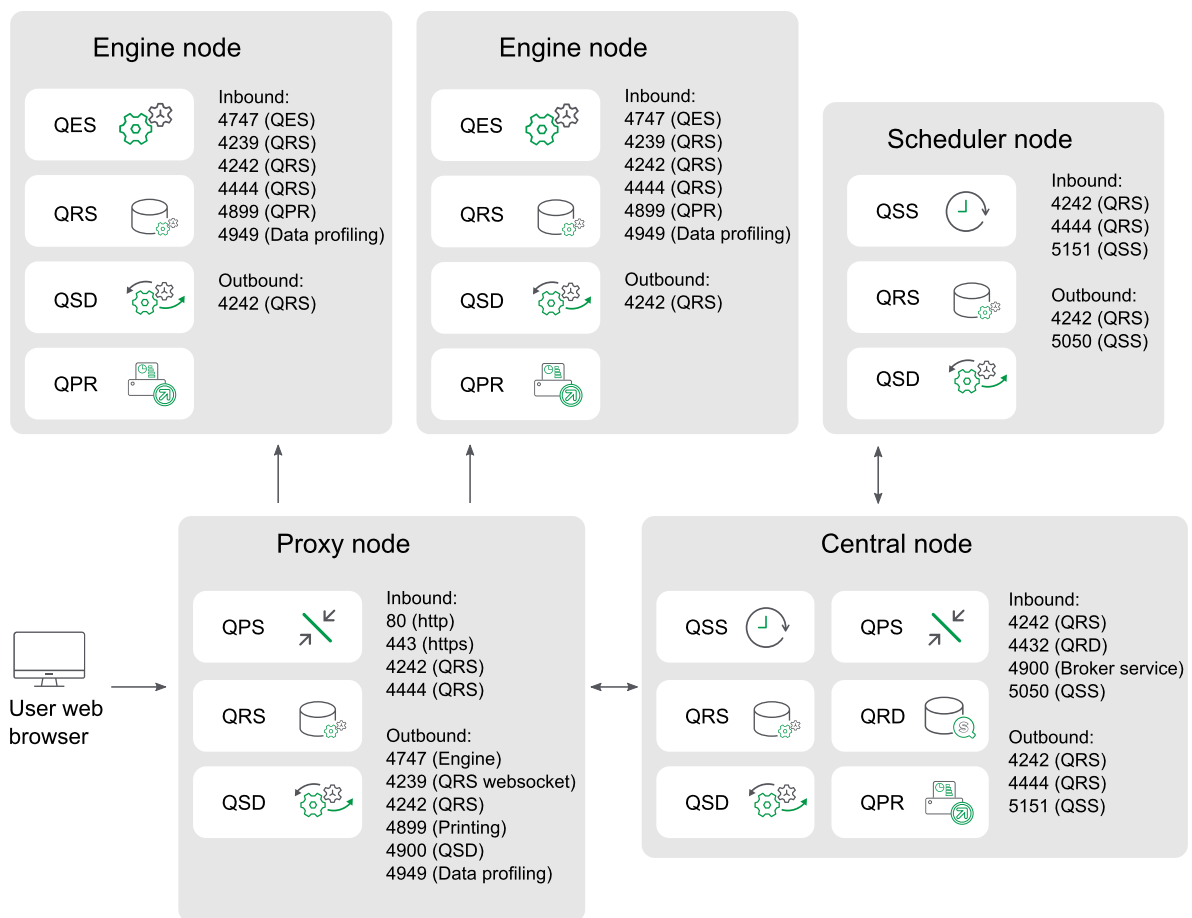 Engine node
QES
QRS
QSD
QPR
Inbound:
4747 (QES)
4239 (QRS)
4242 (QRS)
4444 (QRS)
4899 (QPR)
4949 (Data profiling)
Outbound:
4242 (QRS)
Engine node
QES
QRS
QSD
QPR
Inbound:
4747 (QES)
4239 (QRS)
4242 (QRS)
4444 (QRS)
4899 (QPR)
4949 (Data profiling)
Outbound:
4242 (QRS)
Scheduler node
QSS
QRS
QSD
Inbound:
4242 (QRS)
4444 (QRS)
5151 (QSS)
Outbound:
4242 (QRS)
5050 (QSS)
User web
browser
Proxy node
QPS
QRS
QSD
Inbound:
80 (http)
443 (https)
4242 (QRS)
4444 (QRS)
Outbound:
4747 (Engine)
4239 (QRS websocket)
4242 (QRS)
4899 (Printing)
4900 (QSD)
4949 (Data profiling)
Central node
QSS
QPS
QRS
QRD
S
QSD
QPR
Inbound:
4242 (QRS)
4432 (QRD)
4900 (Broker service)
5050 (QSS)
Outbound:
4242 (QRS)
4444 (QRS)
5151 (QSS)